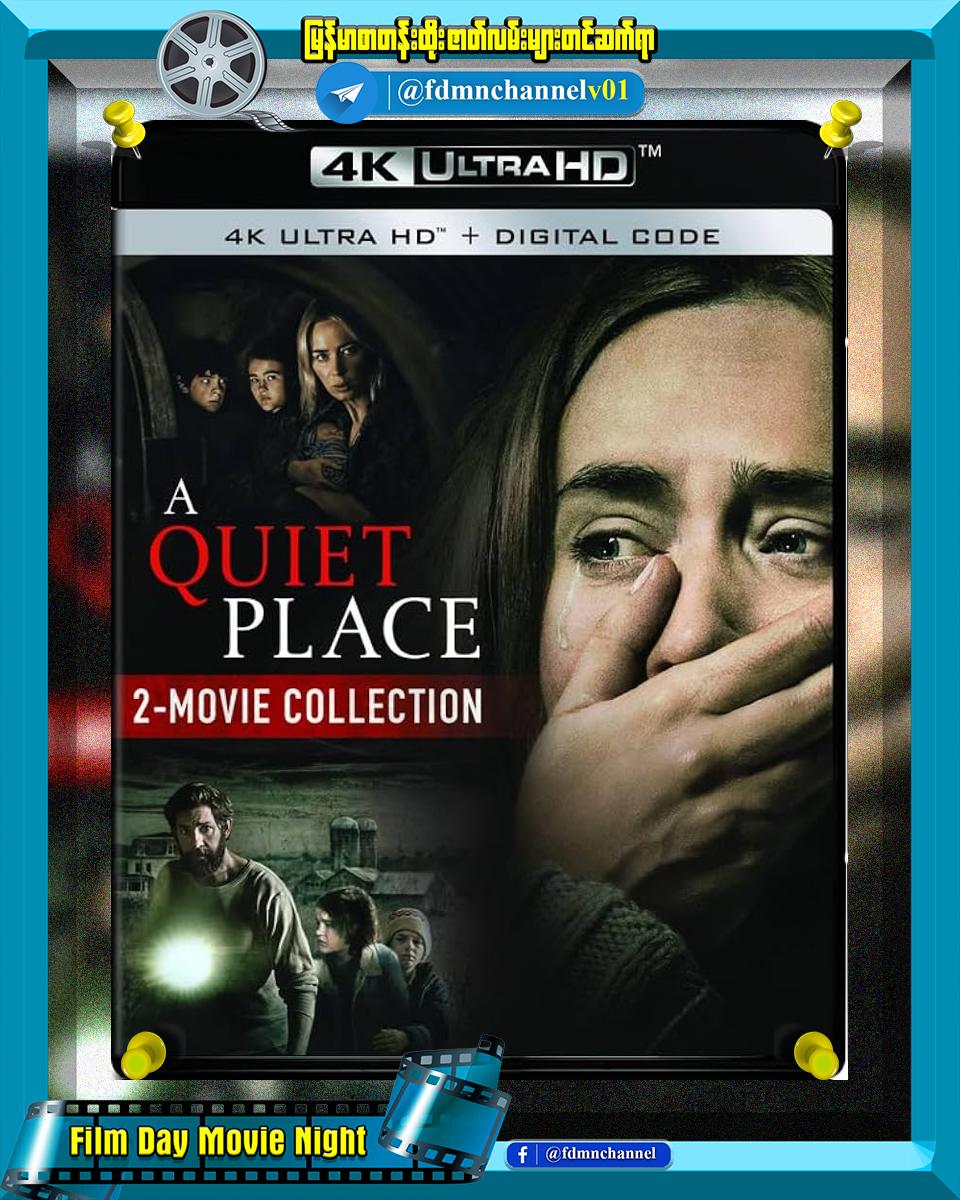 မြန်မာစာတန်းထိုးဇာတ်လမ်းများတင်ဆက်ရာ
@fdmnchannelv01
4K ULTRA HD™
4K ULTRA HD™ + DIGITAL CODE
A
QUIET
PLACE
2-MOVIE COLLECTION
Film Day Movie Night
@fdmnchannel